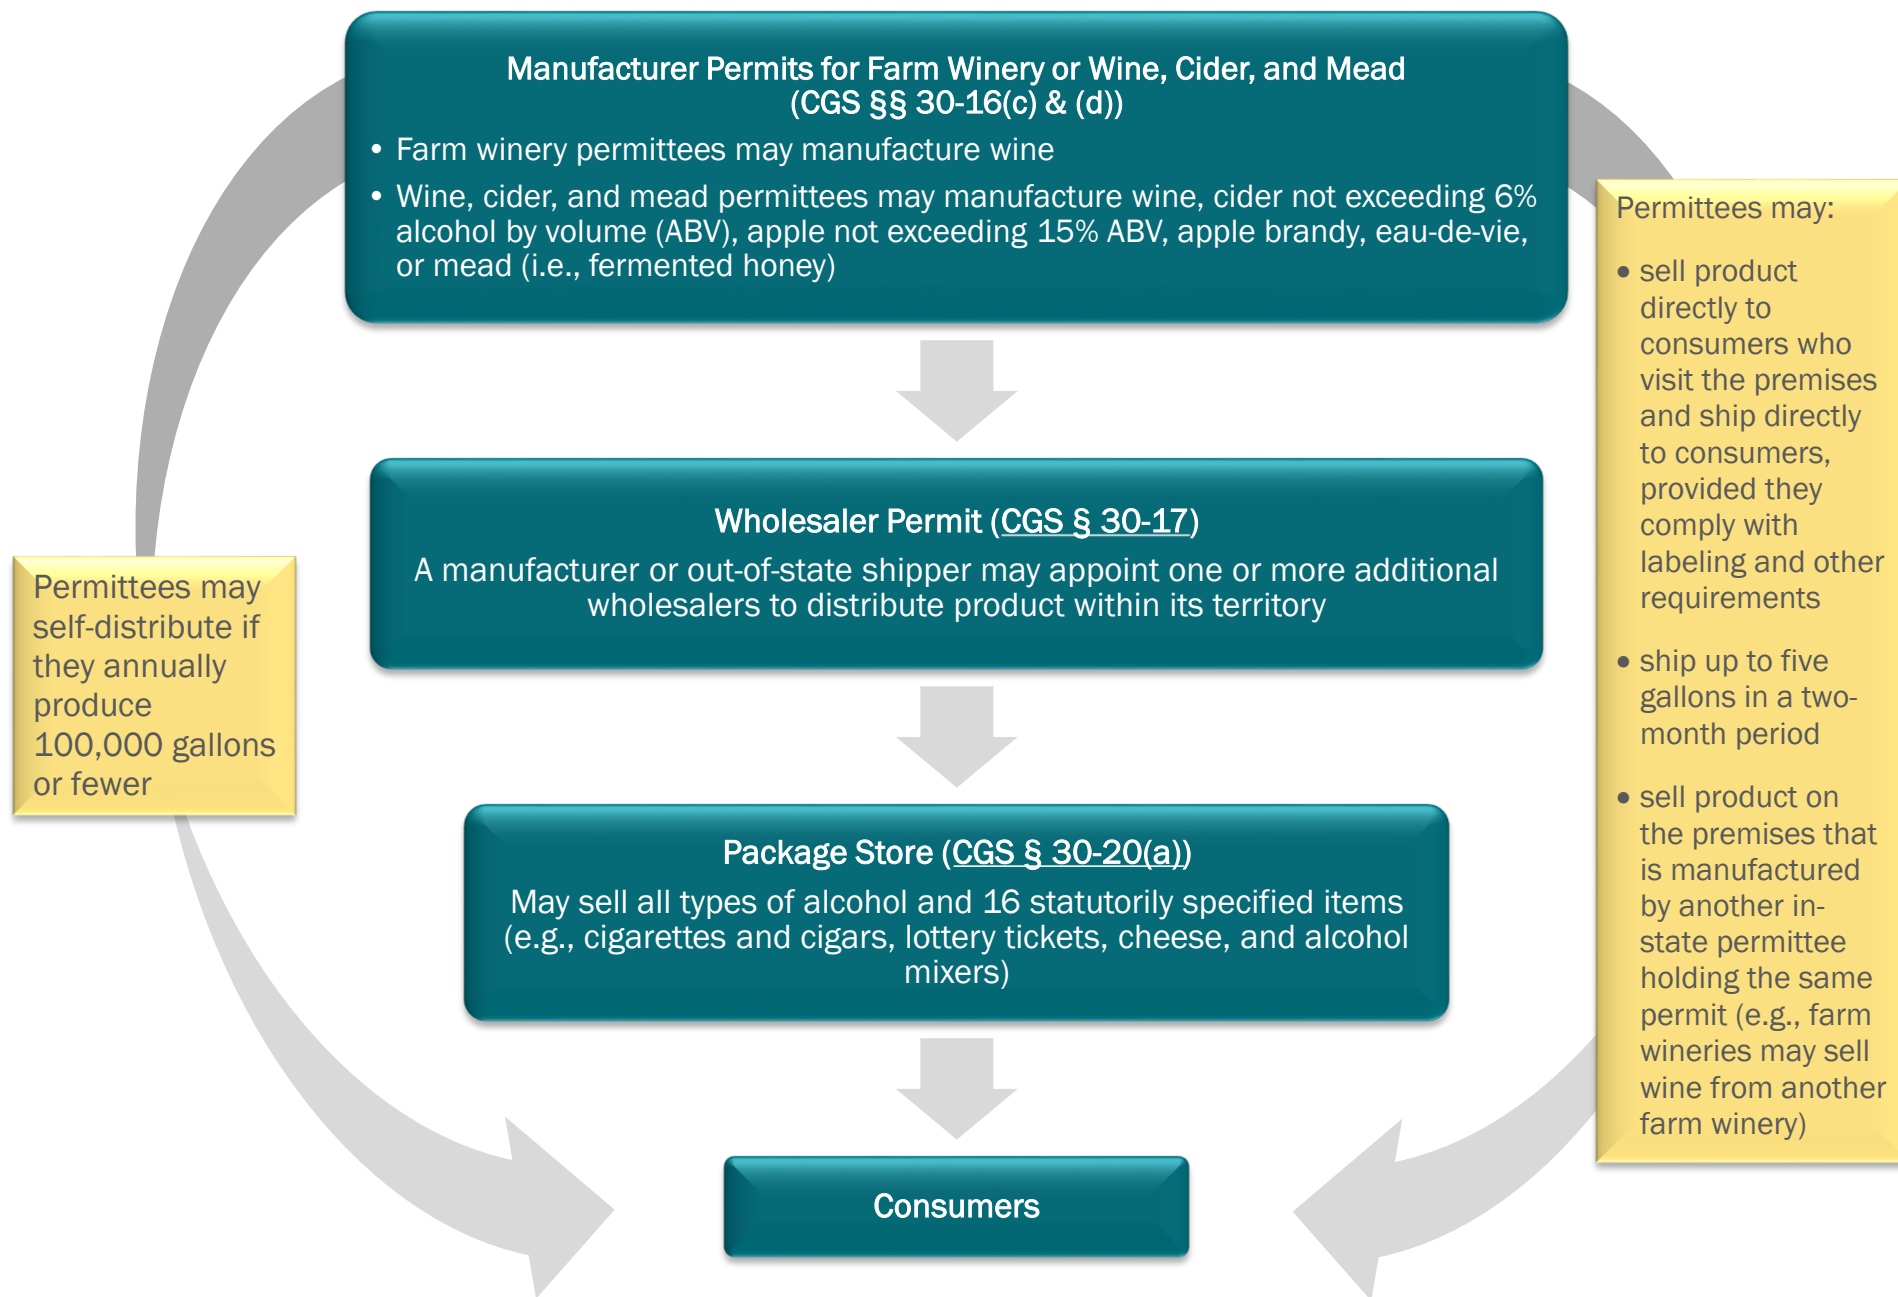 Manufacturer Permits for Farm Winery or Wine, Cider, and Mead
(CGS §§ 30-16(c) & (d))
• Farm winery permittees may manufacture wine
• Wine, cider, and mead permittees may manufacture wine, cider not exceeding 6%
alcohol by volume (ABV), apple not exceeding 15% ABV, apple brandy, eau-de-vie,
or mead (i.e., fermented honey)
Wholesaler Permit (CGS § 30-17)
A manufacturer or out-of-state shipper may appoint one or more additional
wholesalers to distribute product within its territory
Package Store (CGS § 30-20(a))
May sell all types of alcohol and 16 statutorily specified items
(e.g., cigarettes and cigars, lottery tickets, cheese, and alcohol
mixers)
Consumers
Permittees may
self-distribute if
they annually
produce
100,000 gallons
or fewer
Permittees may:
• sell product
directly to
consumers who
visit the premises
and ship directly
to consumers,
provided they
comply with
labeling and other
requirements
• ship up to five
gallons in a two-
month period
• sell product on
the premises that
is manufactured
by another in-
state permittee
holding the same
permit (e.g., farm
wineries may sell
wine from another
farm winery)